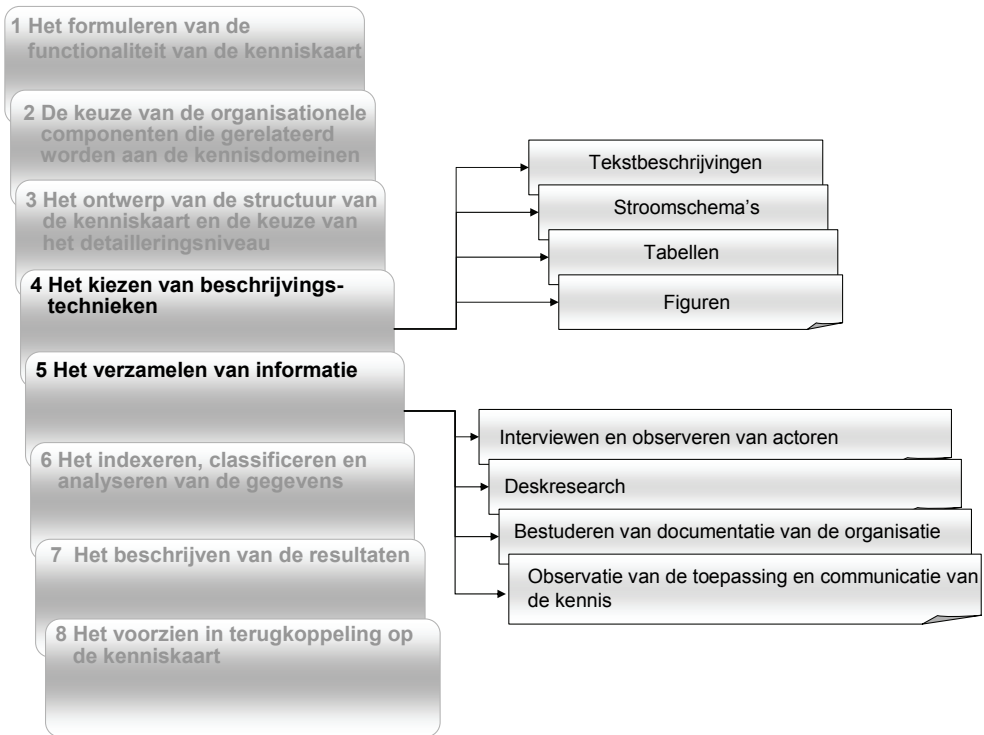 1 Het formuleren van de
functionaliteit van de kenniskaart
2 De keuze van de organisationele
componenten die gerelateerd
worden aan de kennisdomeinen
3 Het ontwerp van de structuur van
de kenniskaart en de keuze van
het detailleringsniveau
4 Het kiezen van beschrijvings-
technieken
Tekstbeschrijvingen
Stroomschema's
Tabellen
Figuren
5 Het verzamelen van informatie
Interviewen en observeren van actoren
Deskresearch
Bestuderen van documentatie van de organisatie
Observatie van de toepassing en communicatie van
de kennis
6 Het indexeren, classificeren en
analyseren van de gegevens
7 Het beschrijven van de resultaten
8 Het voorzien in terugkoppeling op
de kenniskaart